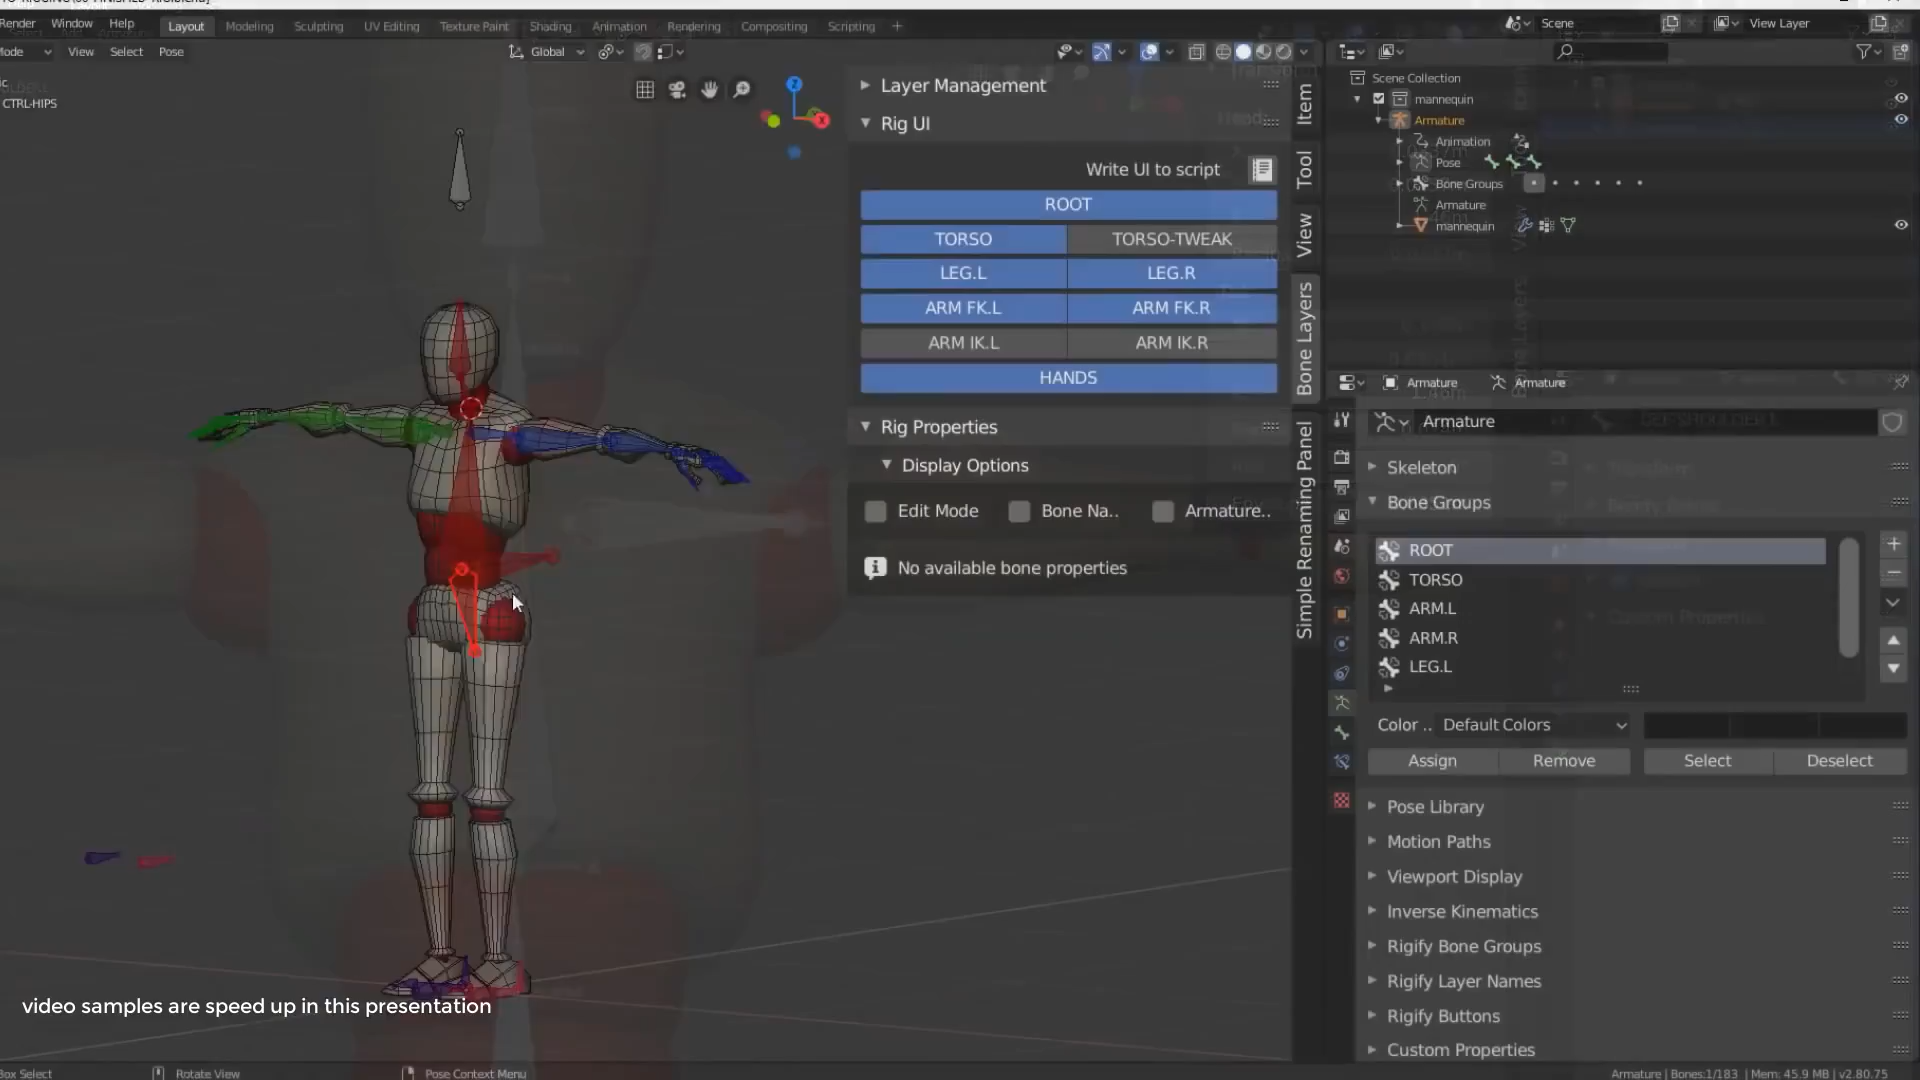 Render Window Help Layout Modeling Sculpting UV Editing Texture Paint Shading Animation Rendering Compositing Scripting + Scene View Layer
Mode View Select Pose Global
CTRL-HIPS
Layer Management
Rig UI
Write UI to script
ROOT
TORSO TORSO-TWEAK
LEG.L LEG.R
ARM FK.L ARM FK.R
ARM IK.L ARM IK.R
HANDS
Rig Properties
Display Options
Edit Mode Bone Na.. Armature..
No available bone properties
Item
Tool
View
Bone Layers
Simple Renaming Panel
Scene Collection
mannequin
Armature
Animation
Pose
Bone Groups
Armature
mannequin
Armature Armature
Armature
Skeleton
Bone Groups
ROOT
TORSO
ARM.L
ARM.R
LEG.L
Color .. Default Colors
Assign Remove Select Deselect
Pose Library
Motion Paths
Viewport Display
Inverse Kinematics
Rigify Bone Groups
Rigify Layer Names
Rigify Buttons
Custom Properties
video samples are speed up in this presentation
Box Select Rotate View Pose Context Menu Armature | Bones:1/183 | Mem: 45.9 MB | v2.80.75